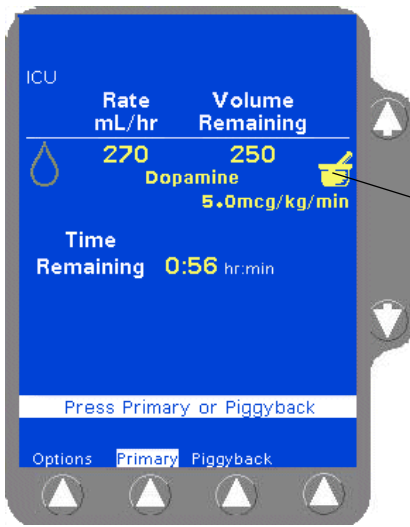 ICU
Rate Volume
mL/hr Remaining
270 250
Dopamine
5.0mcg/kg/min
Time
Remaining 0:56 hr:min
Press Primary or Piggyback
Options Primary Piggyback